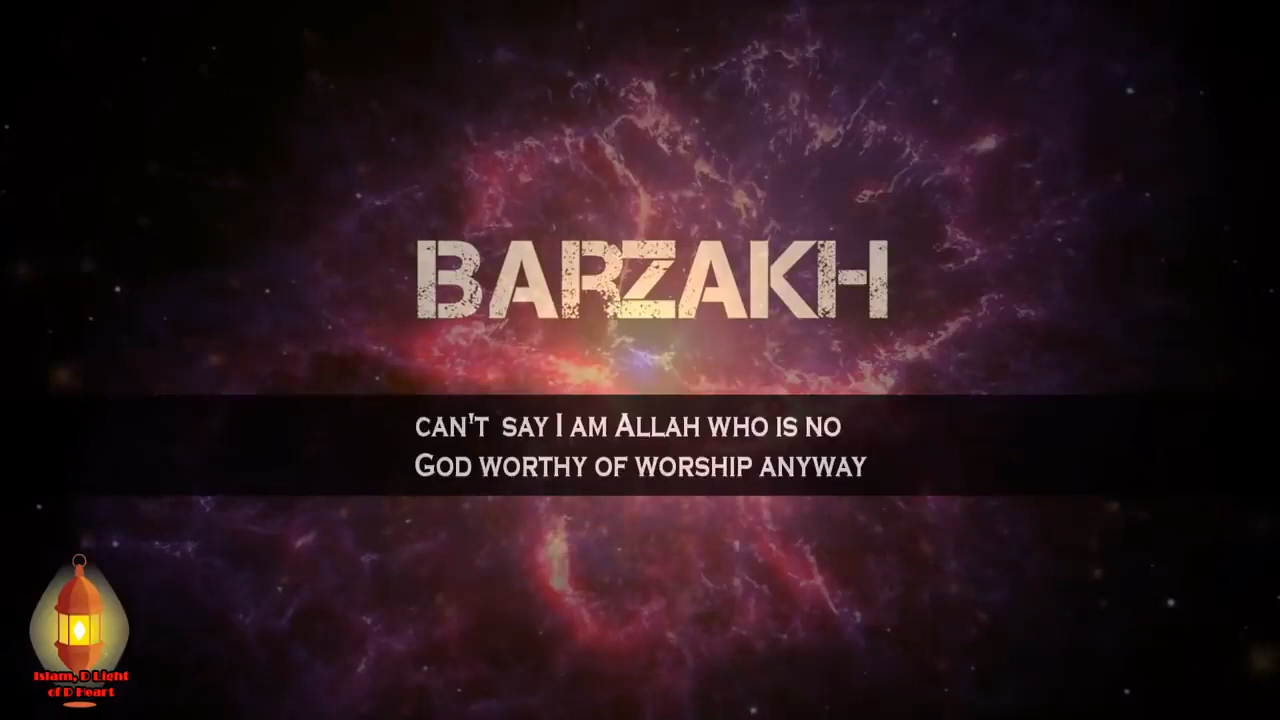 BARZAKH
CAN'T SAY I AM ALLAH WHO IS NO
GOD WORTHY OF WORSHIP ANYWAY
Islam, D Light
of D Heart